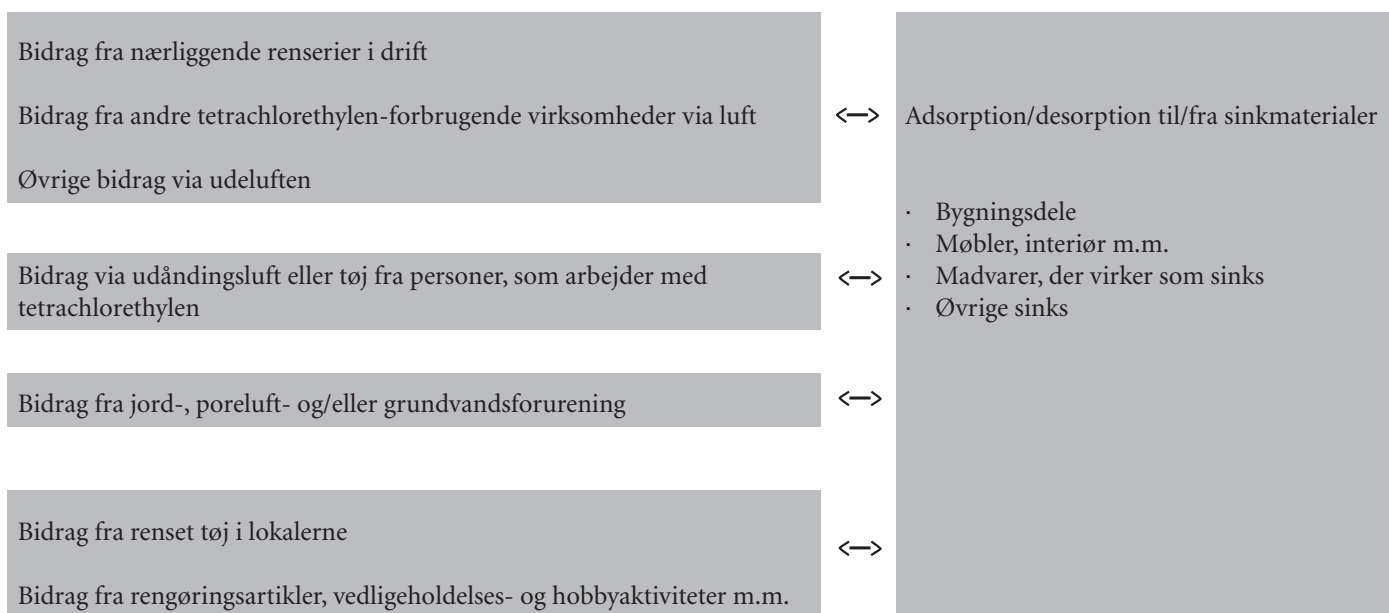 Bidrag fra nærliggende renserier i drift
Bidrag fra andre tetrachlorethylen-forbrugende virksomheder via luft
Øvrige bidrag via udeluften
Bidrag via udåndingsluft eller tøj fra personer, som arbejder med
tetrachlorethylen
Bidrag fra jord-, poreluft- og/eller grundvandsforurening
Bidrag fra renset tøj i lokalerne
Bidrag fra rengøringsartikler, vedligeholdelses- og hobbyaktiviteter m.m.
<—>
<—>
<—>
<—>
Adsorption/desorption til/fra sinkmaterialer
· Bygningsdele
· Møbler, interiør m.m.
· Madvarer, der virker som sinks
· Øvrige sinks